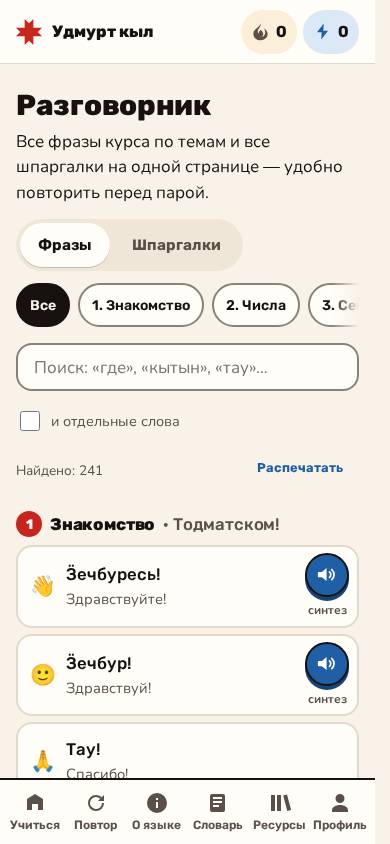 Удмурт кыл
0
0
Разговорник
Все фразы курса по темам и все
шпаргалки на одной странице — удобно
повторить перед парой.
Фразы
Шпаргалки
Все
1. Знакомство
2. Числа
3. Се
Поиск: «где», «кытын», «тау»...
и отдельные слова
Найдено: 241
Распечатать
1 Знакомство • Тодматском!
Ӟечбуресь!
Здравствуйте!
синтез
Ӟечбур!
Здравствуй!
синтез
Тау!
Спасибо!
Учиться
Повтор
О языке
Словарь
Ресурсы
Профиль